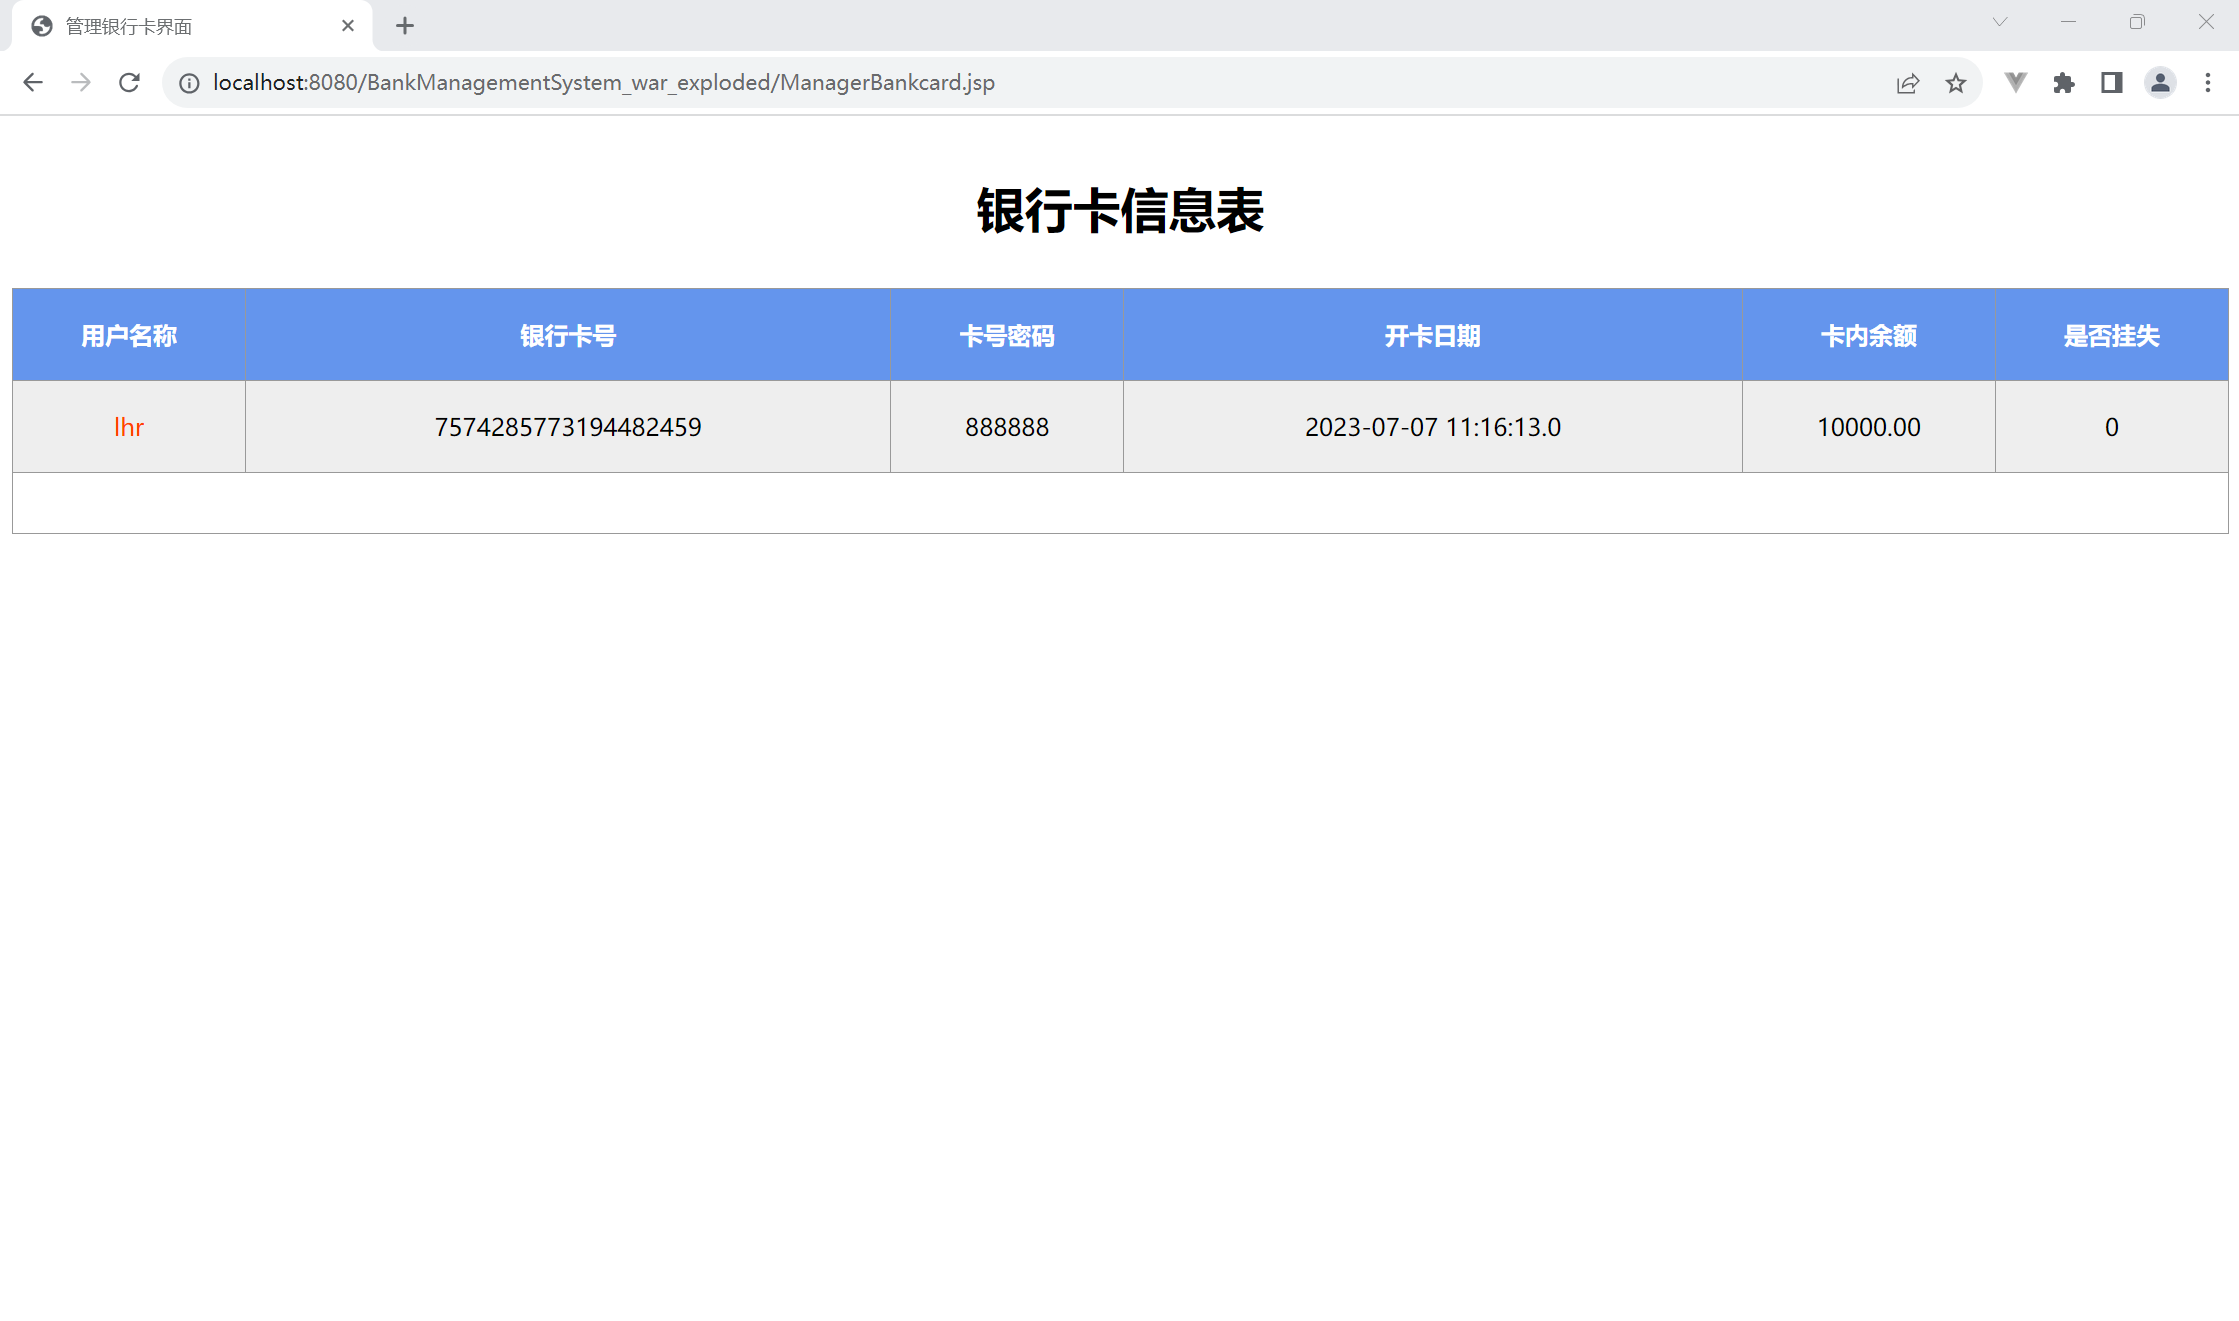 管理银行卡界面
localhost:8080/BankManagementSystem_war_exploded/ManagerBankcard.jsp
银行卡信息表
用户名称 银行卡号 卡号密码 开卡日期 卡内余额 是否挂失
lhr 7574285773194482459 888888 2023-07-07 11:16:13.0 10000.00 0